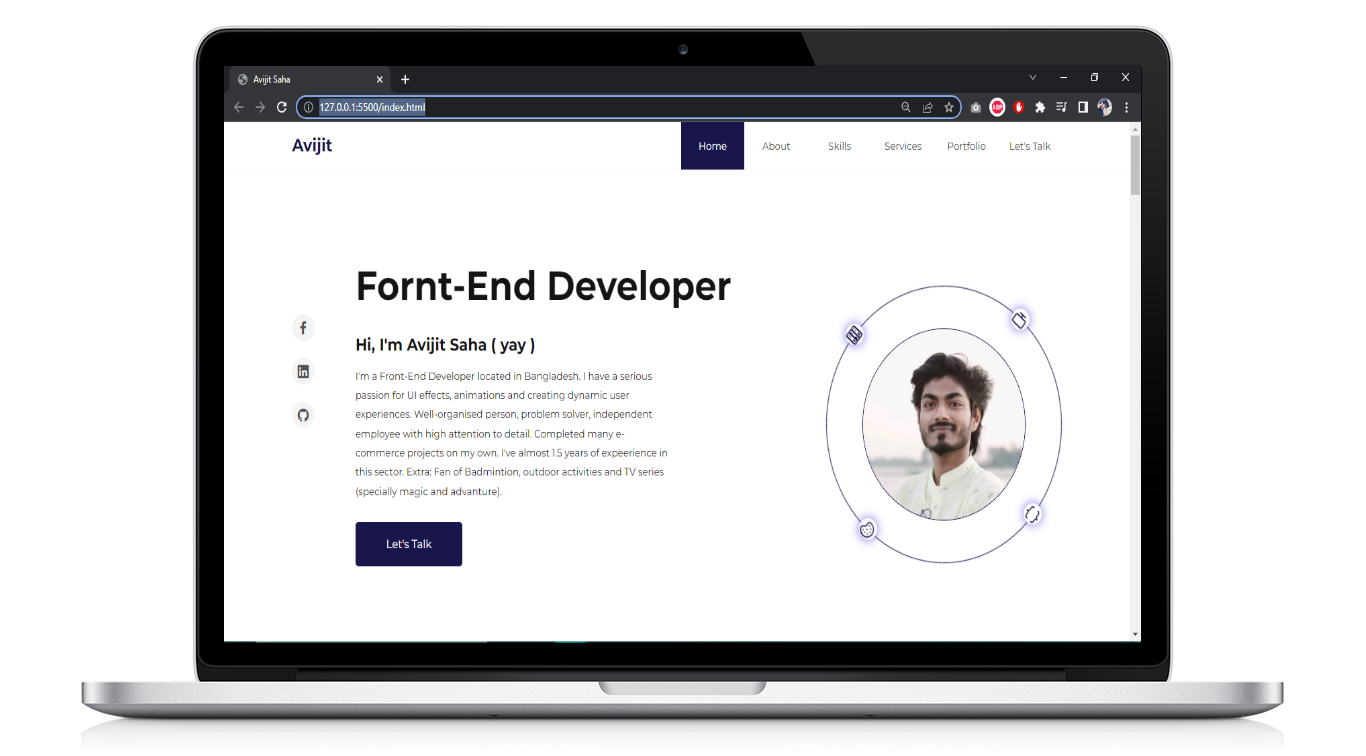 Avijit Saha
127.0.0.1:5500/index.html
ABP
Avijit
Home About Skills Services Portfolio Let's Talk
Fornt-End Developer
Hi, I'm Avijit Saha ( yay )
I'm a Front-End Developer located in Bangladesh. I have a serious
passion for UI effects, animations and creating dynamic user
experiences. Well-organised person, problem solver, independent
employee with high attention to detail. Completed many e-
commerce projects on my own. I've almost 1.5 years of expeerience in
this sector. Extra: Fan of Badmintion, outdoor activities and TV series
(specially magic and advanture).
Let's Talk